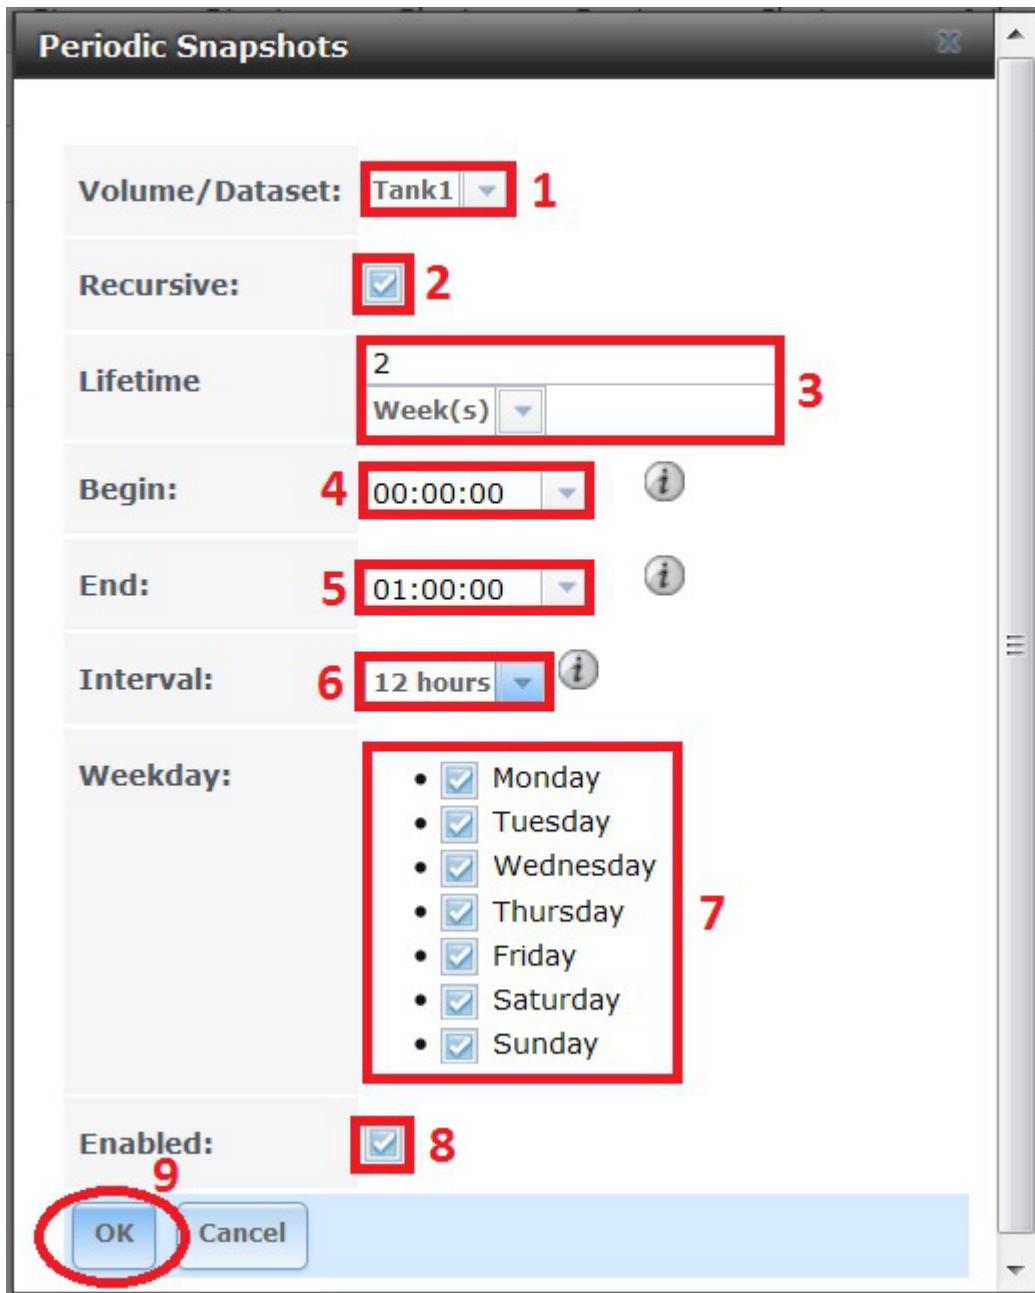 Periodic Snapshots
Volume/Dataset: Tank1 1
Recursive: 2
Lifetime 2
Week(s) 3
Begin: 4 00:00:00 i
End: 5 01:00:00 i
Interval: 6 12 hours i
Weekday: Monday
Tuesday
Wednesday
Thursday 7
Friday
Saturday
Sunday
Enabled: 8
9
OK Cancel